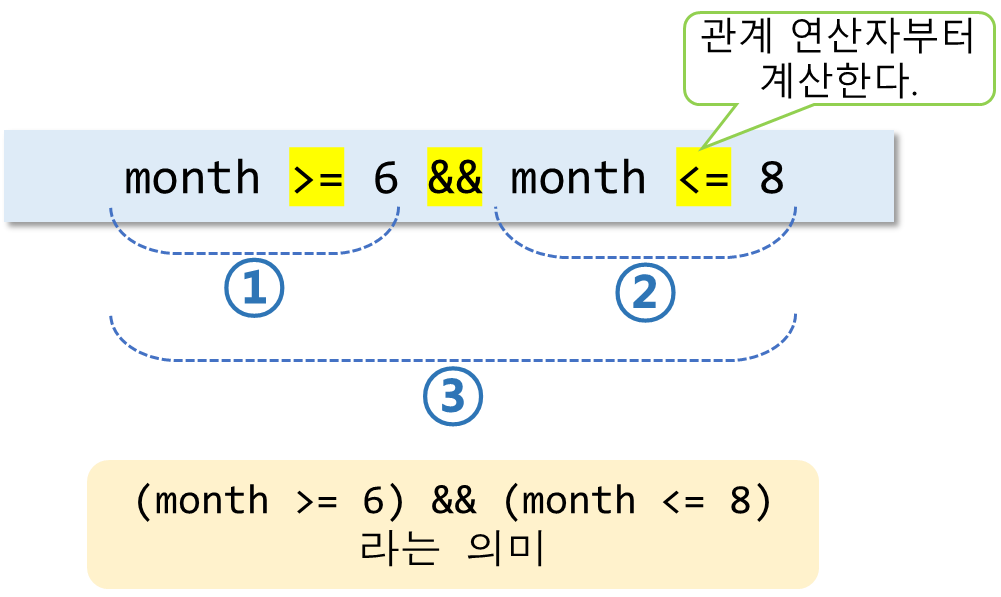 관계 연산자부터
계산한다.
month >= 6 && month <= 8
① ②
③
(month >= 6) && (month <= 8)
라는 의미